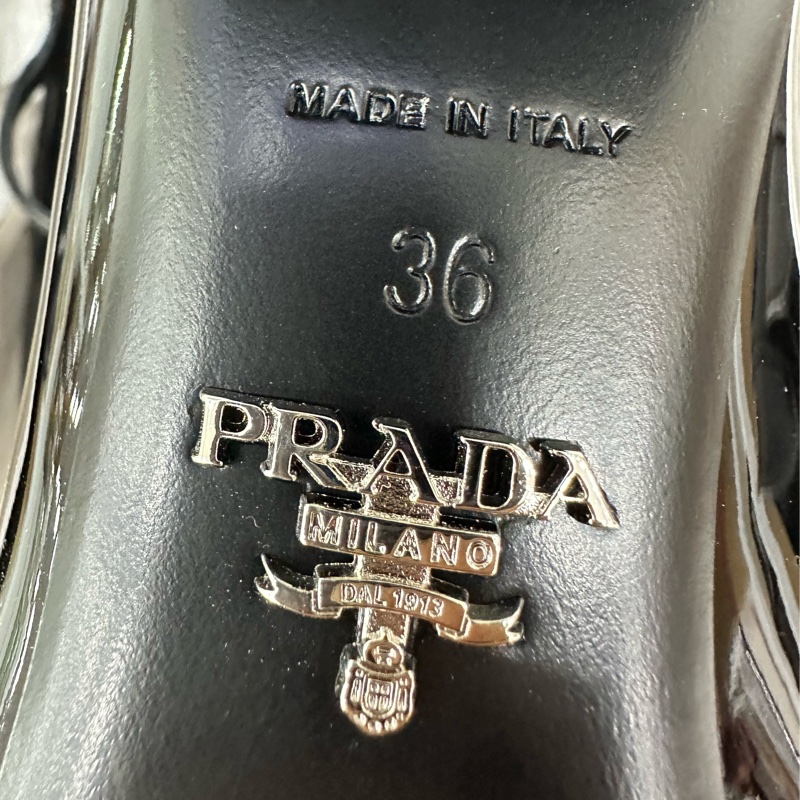 MADE IN ITALY
36
PRADA
MILANO
DAL 1913